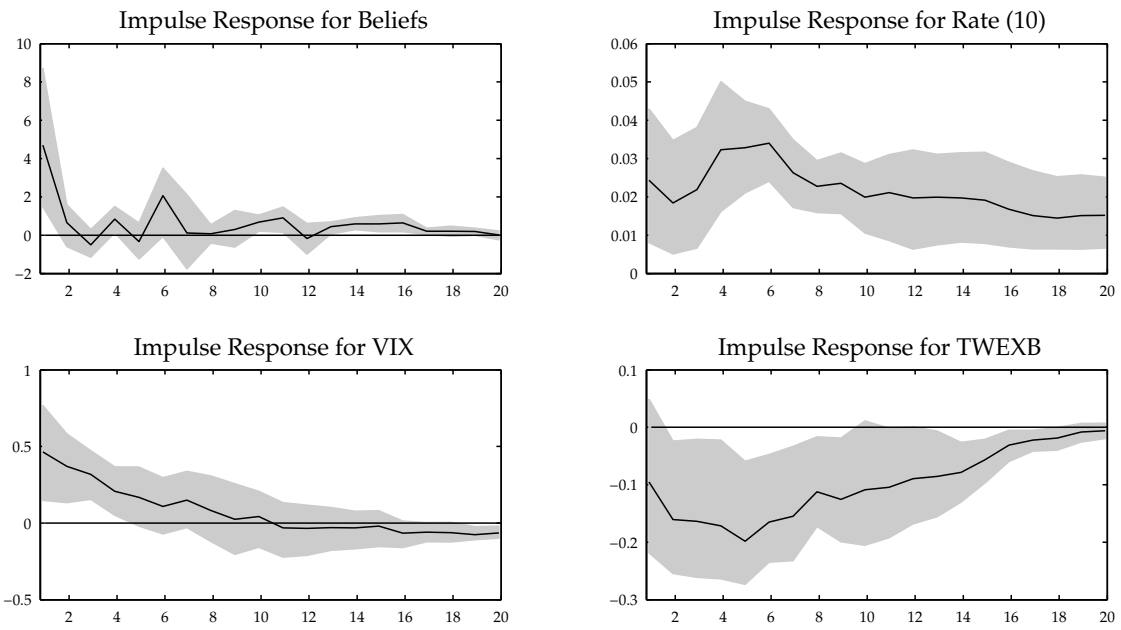 Impulse Response for Beliefs
10
8
6
4
2
0
−2
2 4 6 8 10 12 14 16 18 20
Impulse Response for Rate (10)
0.06
0.05
0.04
0.03
0.02
0.01
0
2 4 6 8 10 12 14 16 18 20
Impulse Response for VIX
1
0.5
0
−0.5
2 4 6 8 10 12 14 16 18 20
Impulse Response for TWEXB
0.1
0
−0.1
−0.2
−0.3
2 4 6 8 10 12 14 16 18 20